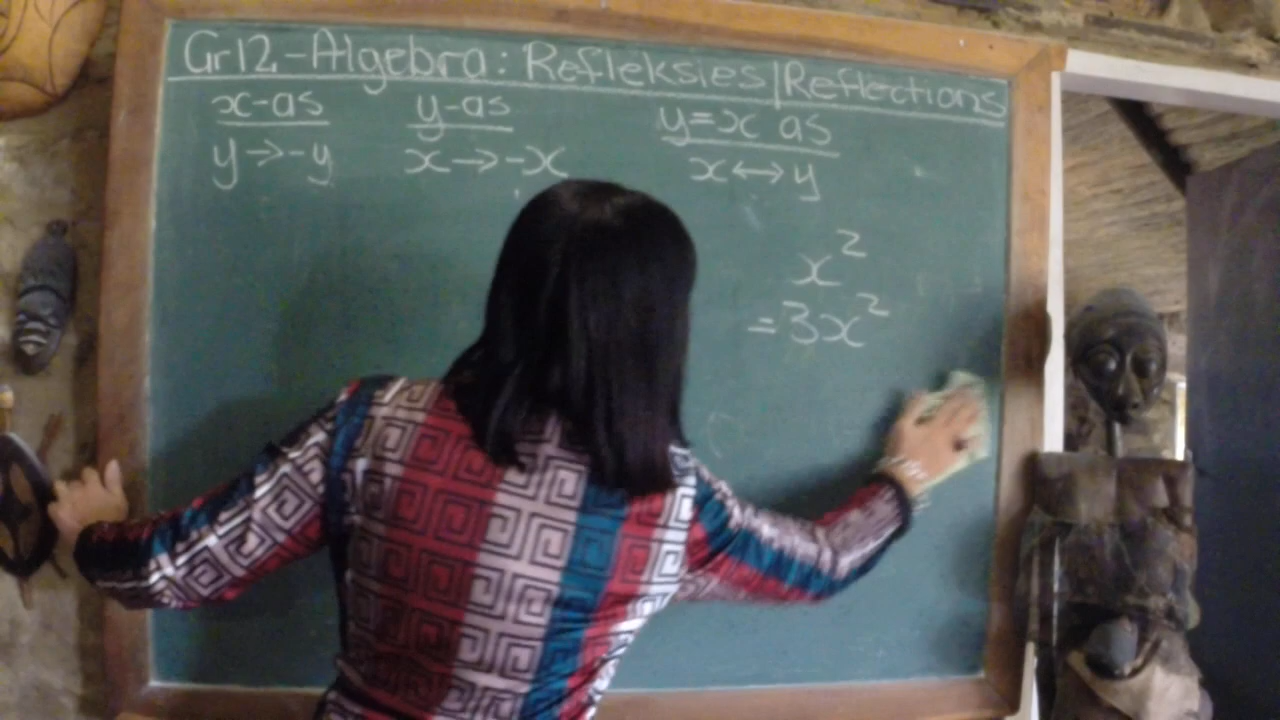 Gr12-Algebra: Refleksies|Reflections
x-as y-as y=x as
y→-y x→-x x↔y
x²
=3x²